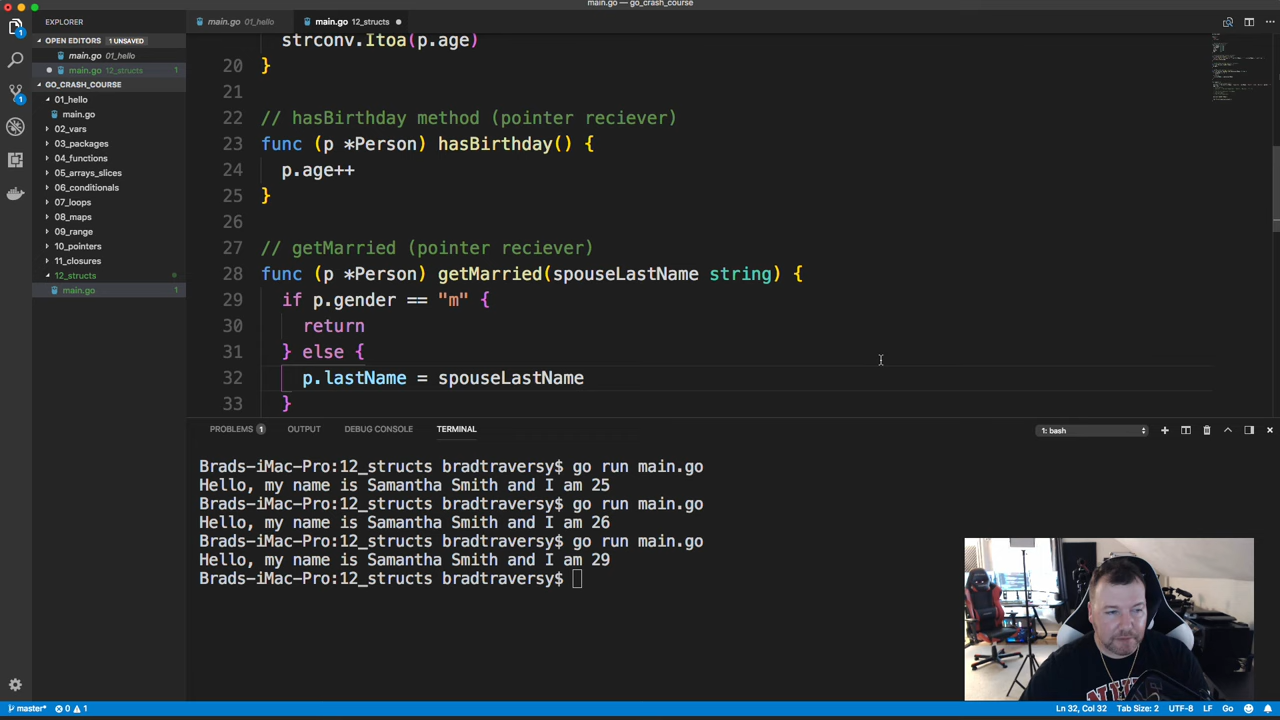 main.go — go_crash_course
EXPLORER
main.go 01_hello
main.go 12_structs
OPEN EDITORS 1 UNSAVED
main.go 01_hello
main.go 12_structs 1
GO_CRASH_COURSE
01_hello
main.go
02_vars
03_packages
04_functions
05_arrays_slices
06_conditionals
07_loops
08_maps
09_range
10_pointers
11_closures
12_structs
main.go 1
1
1
strconv.Itoa(p.age)
20 }
21
22 // hasBirthday method (pointer reciever)
23 func (p *Person) hasBirthday() {
24 p.age++
25 }
26
27 // getMarried (pointer reciever)
28 func (p *Person) getMarried(spouseLastName string) {
29 if p.gender == "m" {
30 return
31 } else {
32 p.lastName = spouseLastName
33 }
PROBLEMS 1 OUTPUT DEBUG CONSOLE TERMINAL 1: bash
Brads-iMac-Pro:12_structs bradtraversy$ go run main.go
Hello, my name is Samantha Smith and I am 25
Brads-iMac-Pro:12_structs bradtraversy$ go run main.go
Hello, my name is Samantha Smith and I am 26
Brads-iMac-Pro:12_structs bradtraversy$ go run main.go
Hello, my name is Samantha Smith and I am 29
Brads-iMac-Pro:12_structs bradtraversy$
master* 0 1 Ln 32, Col 32 Tab Size: 2 UTF-8 LF Go